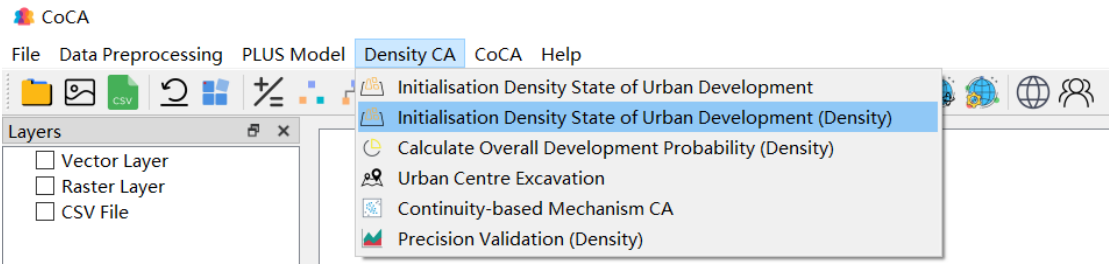 CoCA
File Data Preprocessing PLUS Model Density CA CoCA Help
csv
Initialisation Density State of Urban Development
Initialisation Density State of Urban Development (Density)
Calculate Overall Development Probability (Density)
Urban Centre Excavation
Continuity-based Mechanism CA
Precision Validation (Density)
Layers
Vector Layer
Raster Layer
CSV File